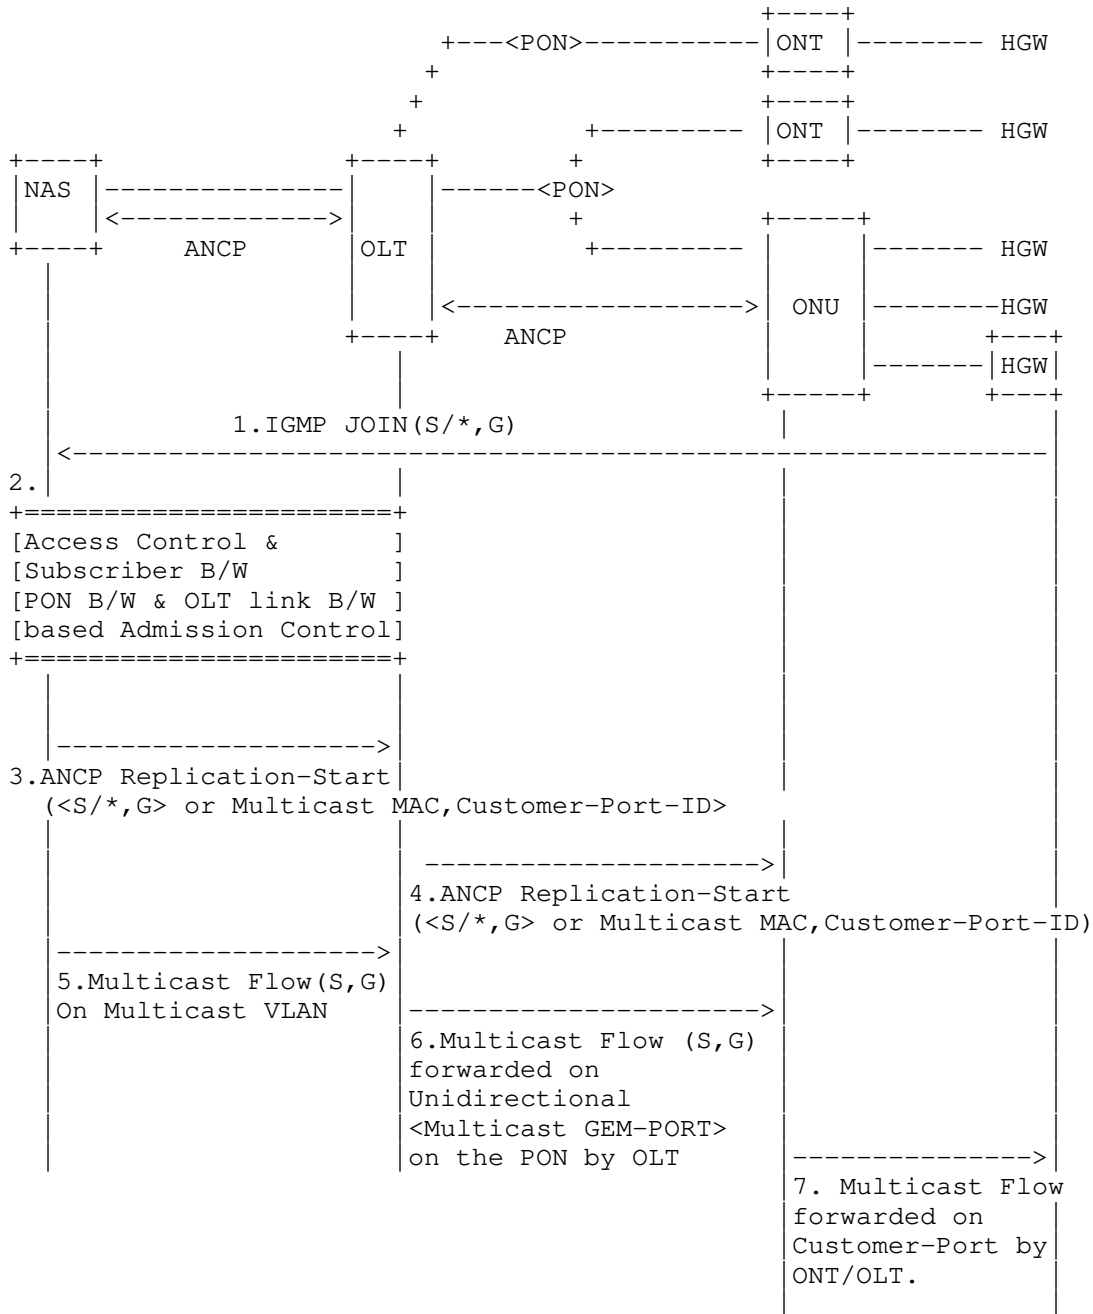 +-----+
+---<PON>-----------|ONT |-------- HGW
+ +-----+
+ +-----+
+ +--------- |ONT |-------- HGW
+----+ +----+ + +-----+
|NAS |---------------| |------<PON>
| |<------------->| | + +-----+
+----+ ANCP |OLT | +--------- | |------- HGW
| | | | |
| | |<------------------>| ONU |--------HGW
| +----+ ANCP | | +---+
| | | |-------|HGW|
| | +-----+ +---+
| 1.IGMP JOIN(S/*,G) | |
|<-------------------------------------------------------------|
2.| | | |
+=======================+ | |
[Access Control & ] | |
[Subscriber B/W ] | |
[PON B/W & OLT link B/W ] | |
[based Admission Control] | |
+=======================+ | |
| | | |
| | | |
|-------------------->| | |
3.ANCP Replication-Start| | |
(<S/*,G> or Multicast MAC,Customer-Port-ID> |
| | | |
| | --------------------->| |
| |4.ANCP Replication-Start |
| |(<S/*,G> or Multicast MAC,Customer-Port-ID)
|-------------------->| | |
|5.Multicast Flow(S,G)| | |
|On Multicast VLAN |---------------------->| |
| |6.Multicast Flow (S,G) | |
| |forwarded on | |
| |Unidirectional | |
| |<Multicast GEM-PORT> | |
| |on the PON by OLT |--------------->|
|7. Multicast Flow
|forwarded on |
|Customer-Port by|
|ONT/OLT. |
| |